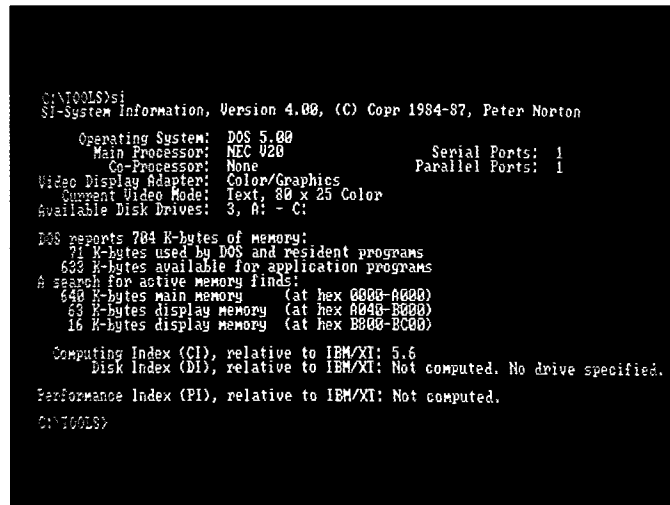 C:\TOOLS>si
SI-System Information, Version 4.00, (C) Copr 1984-87, Peter Norton
Operating System: DOS 5.00
Main Processor: NEC V20 Serial Ports: 1
Co-Processor: None Parallel Ports: 1
Video Display Adapter: Color/Graphics
Current Video Mode: Text, 80 x 25 Color
Available Disk Drives: 3, A: - C:
DOS reports 704 K-bytes of memory:
71 K-bytes used by DOS and resident programs
633 K-bytes available for application programs
A search for active memory finds:
640 K-bytes main memory (at hex 0000-A000)
63 K-bytes display memory (at hex A040-B000)
16 K-bytes display memory (at hex B800-BC00)
Computing Index (CI), relative to IBM/XT: 5.6
Disk Index (DI), relative to IBM/XT: Not computed. No drive specified.
Performance Index (PI), relative to IBM/XT: Not computed.
C:\TOOLS>